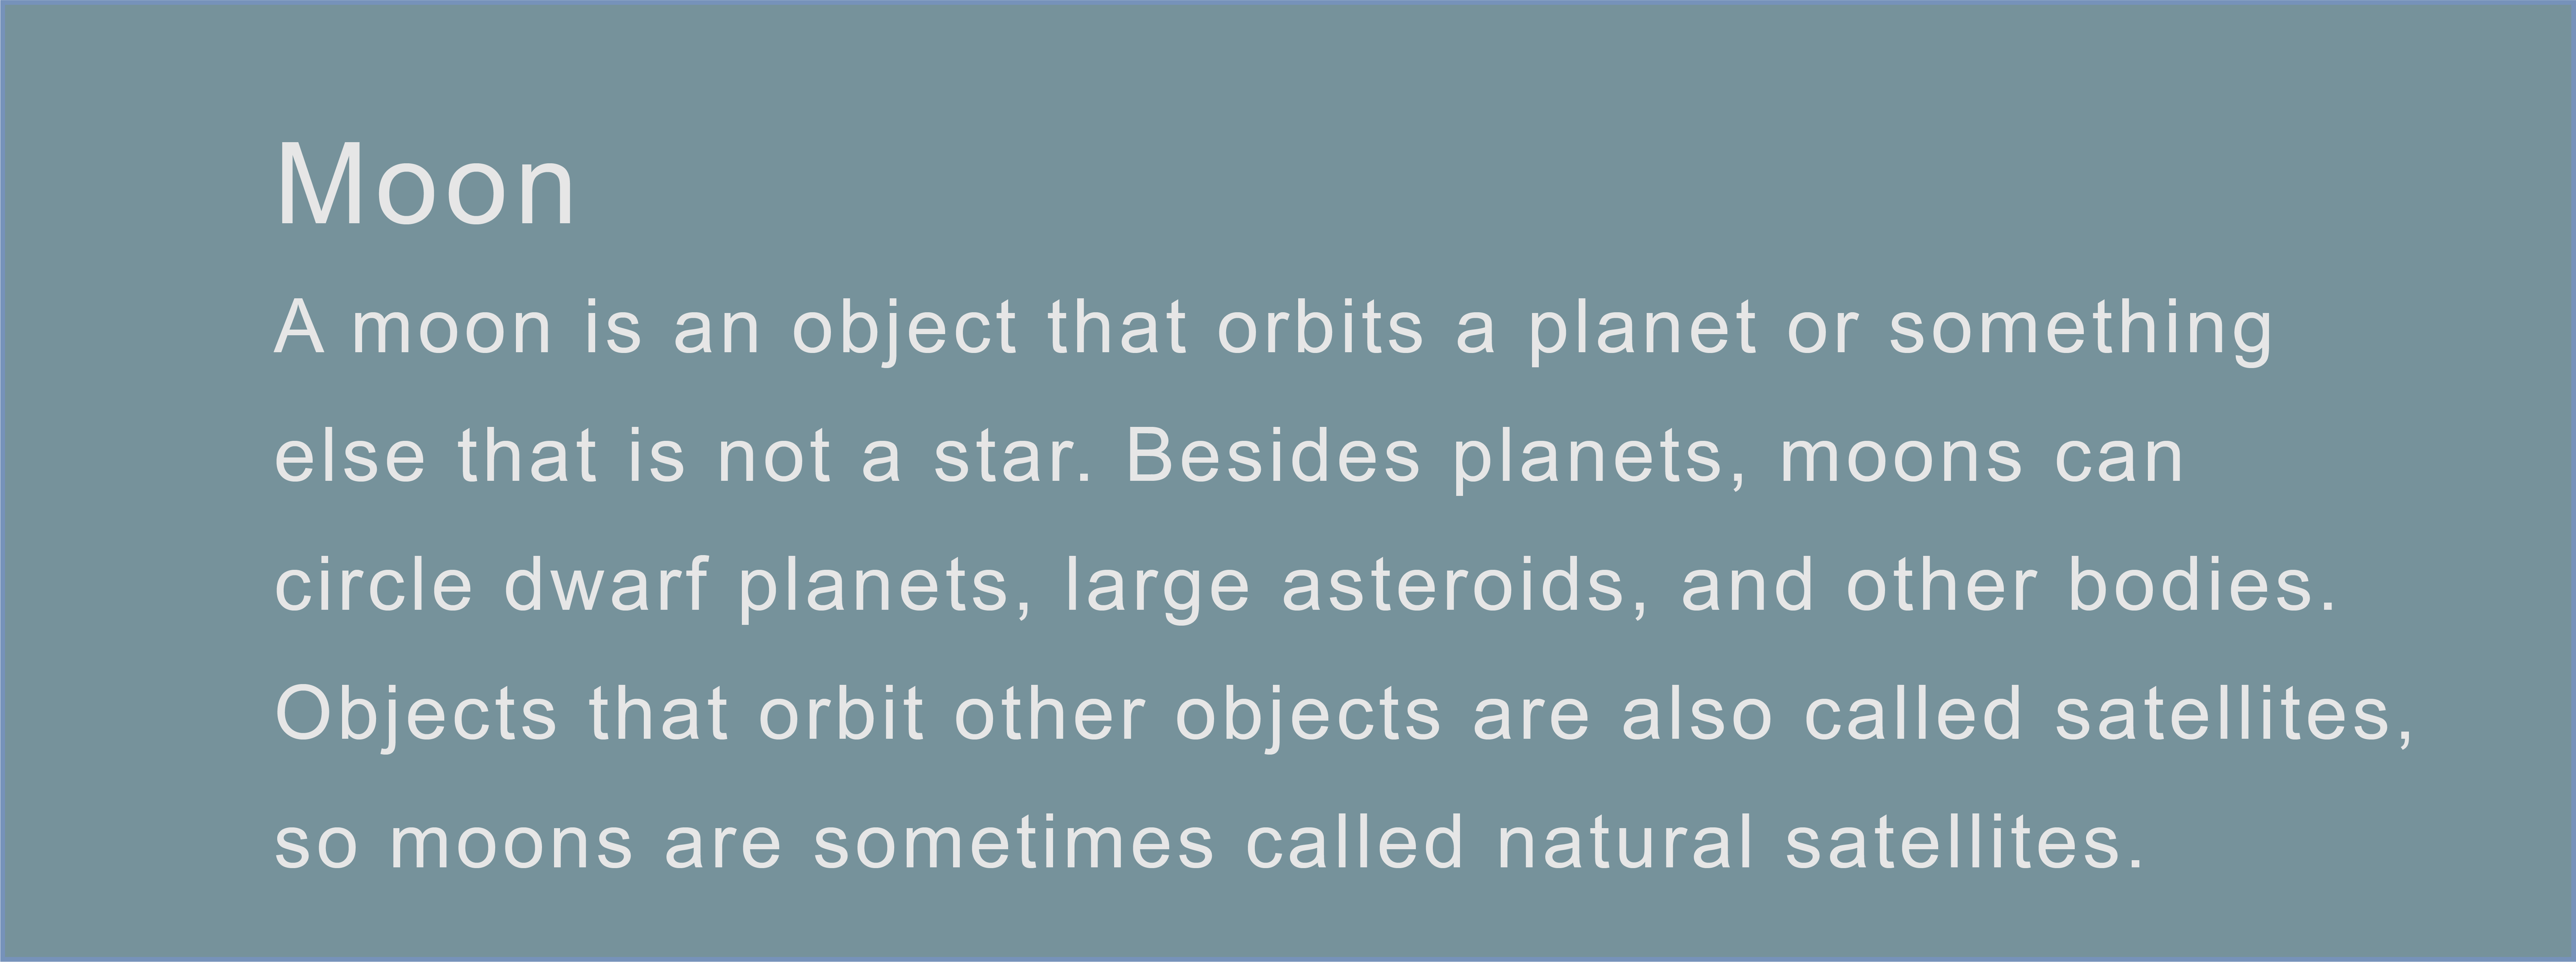 Moon
A moon is an object that orbits a planet or something
else that is not a star. Besides planets, moons can
circle dwarf planets, large asteroids, and other bodies.
Objects that orbit other objects are also called satellites,
so moons are sometimes called natural satellites.